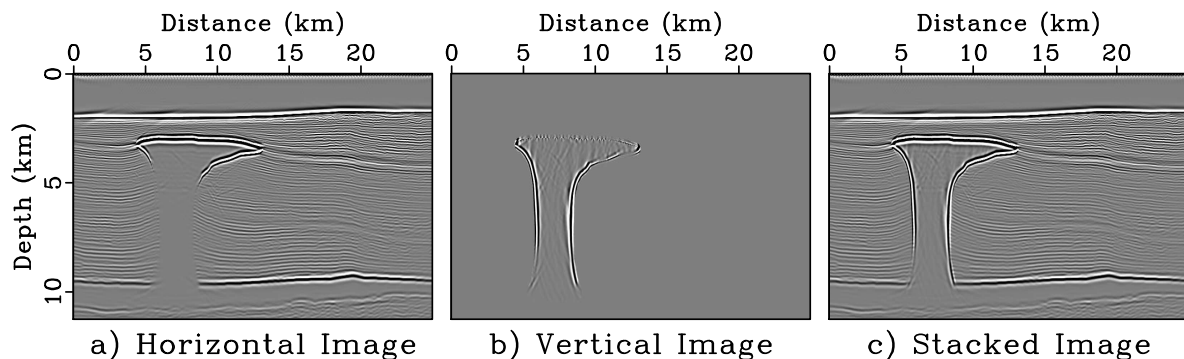 Distance (km) Distance (km) Distance (km)
0 5 10 15 20 0 5 10 15 20 0 5 10 15 20
0
5
10
Depth (km)
a) Horizontal Image b) Vertical Image c) Stacked Image